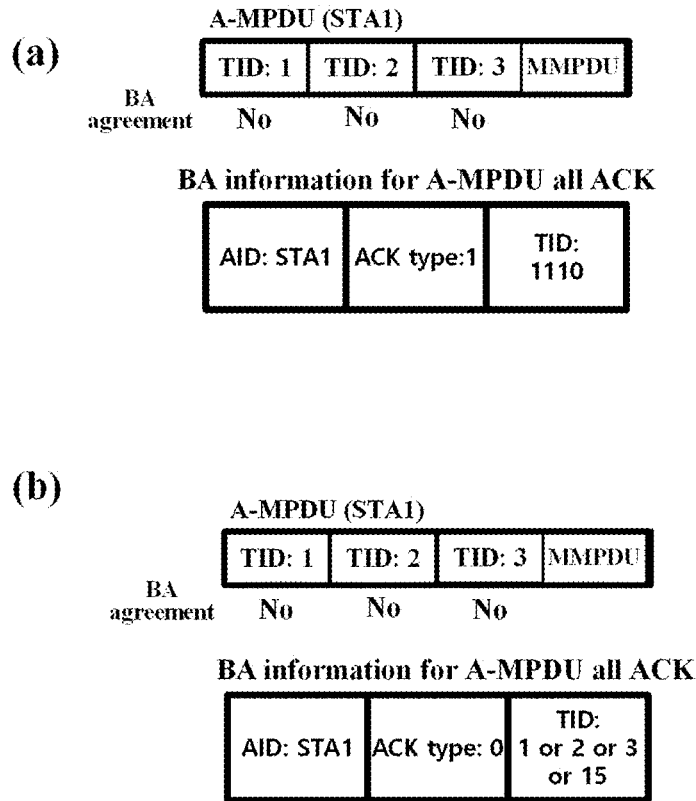 (a)
A-MPDU (STA1)
TID: 1 TID: 2 TID: 3 MMPDU
BA agreement No No No
BA information for A-MPDU all ACK
AID: STA1 ACK type:1 TID: 1110
(b)
A-MPDU (STA1)
TID: 1 TID: 2 TID: 3 MMPDU
BA agreement No No No
BA information for A-MPDU all ACK
AID: STA1 ACK type: 0 TID: 1 or 2 or 3 or 15